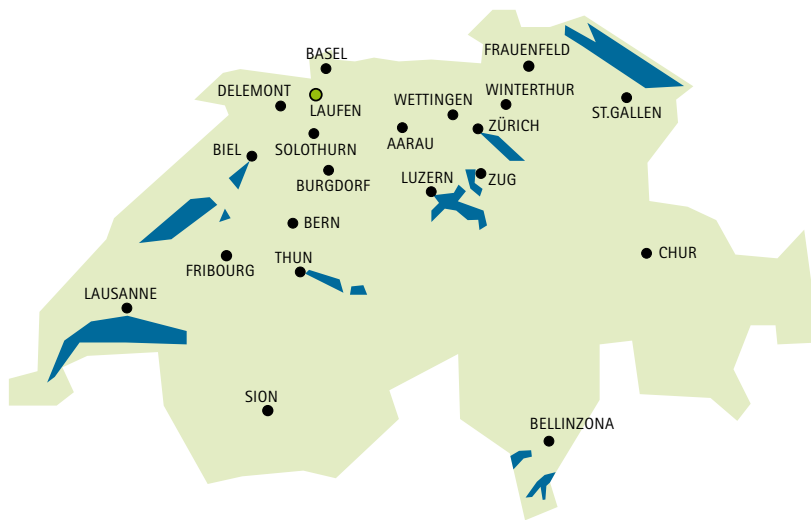 FRAUENFELD
BASEL
DELEMONT
WINTERTHUR
WETTINGEN
LAUFEN
ST.GALLEN
ZÜRICH
AARAU
SOLOTHURN
BIEL
LUZERN
ZUG
BURGDORF
BERN
CHUR
THUN
FRIBOURG
LAUSANNE
SION
BELLINZONA